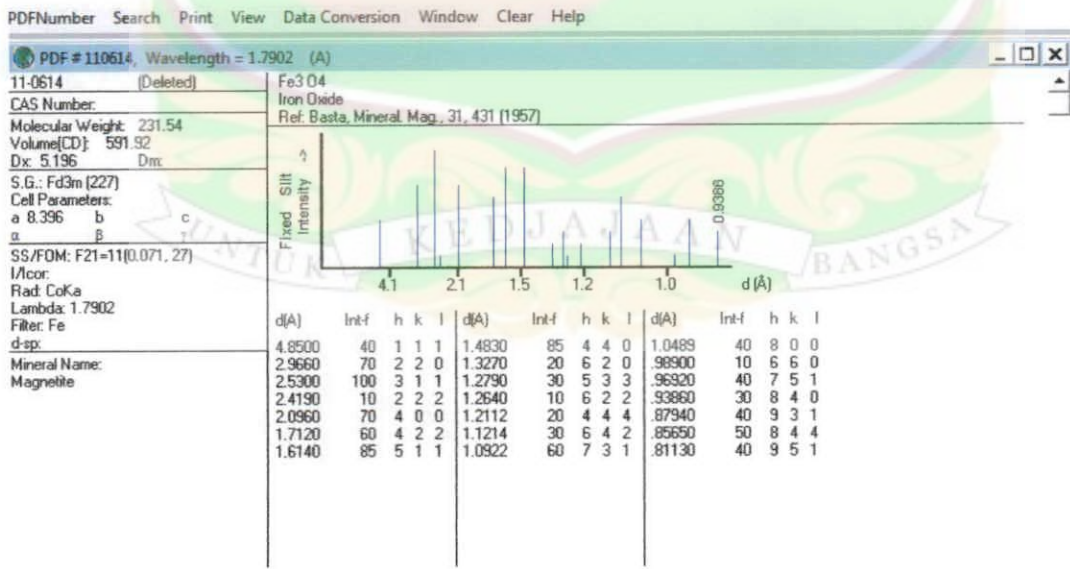 PDFNumber Search Print View Data Conversion Window Clear Help
PDF # 110614, Wavelength = 1.7902 (A)
11-0614 (Deleted)
CAS Number:
Molecular Weight: 231.54
Volume[CD]: 591.92
Dx: 5.196 Dm:
S.G.: Fd3m (227)
Cell Parameters:
a 8.396 b c
α β
SS/FOM: F21=11(0.071, 27)
I/Icor:
Rad: CoKa
Lambda: 1.7902
Filter: Fe
d-sp:
Mineral Name:
Magnetite
Fe3 O4
Iron Oxide
Ref: Basta, Mineral. Mag., 31, 431 (1957)
Fixed Slit
Intensity ->
0.9386
4.1 2.1 1.5 1.2 1.0 d (Å)
UNTUK KEDJAJAAN BANGSA
d(A) Int-f h k l d(A) Int-f h k l d(A) Int-f h k l
4.8500 40 1 1 1 1.4830 85 4 4 0 1.0489 40 8 0 0
2.9660 70 2 2 0 1.3270 20 6 2 0 .98900 10 6 6 0
2.5300 100 3 1 1 1.2790 30 5 3 3 .96920 40 7 5 1
2.4190 10 2 2 2 1.2640 10 6 2 2 .93860 30 8 4 0
2.0960 70 4 0 0 1.2112 20 4 4 4 .87940 40 9 3 1
1.7120 60 4 2 2 1.1214 30 6 4 2 .85650 50 8 4 4
1.6140 85 5 1 1 1.0922 60 7 3 1 .81130 40 9 5 1